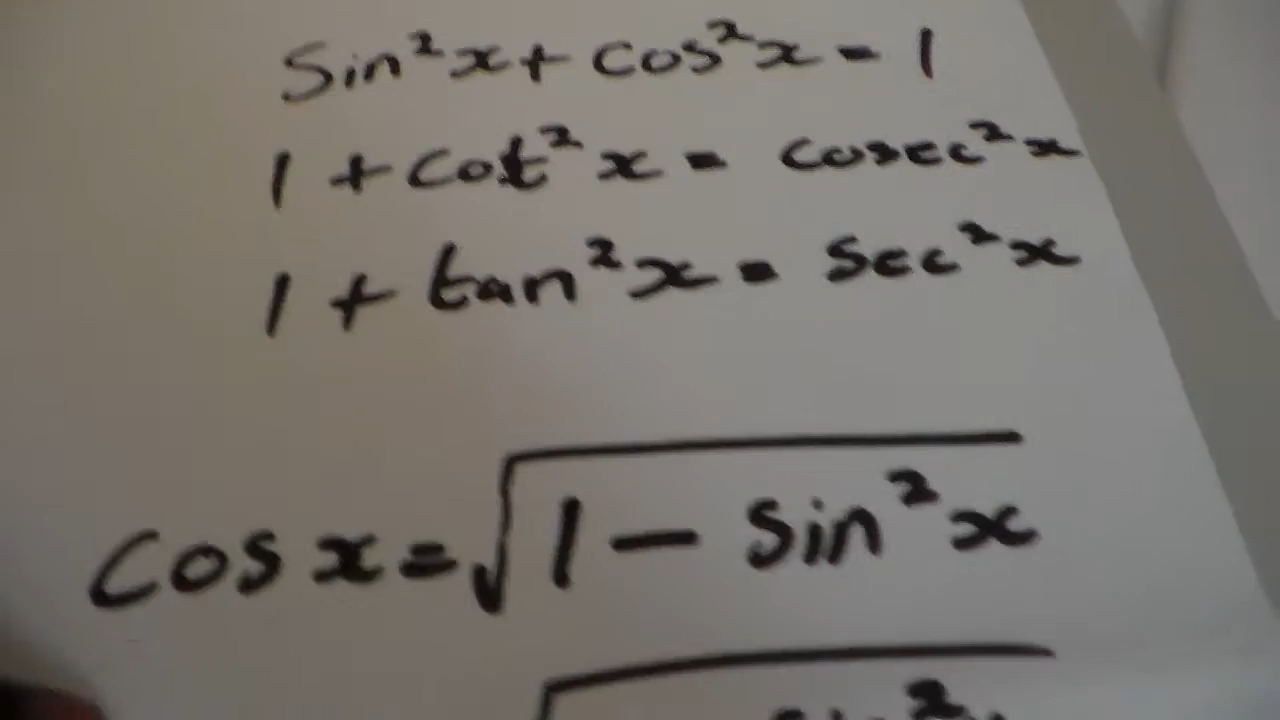 Sin²x + Cos²x = 1
1 + Cot²x = Cosec²x
1 + tan²x = Sec²x
Cos x = √(1 − Sin²x)